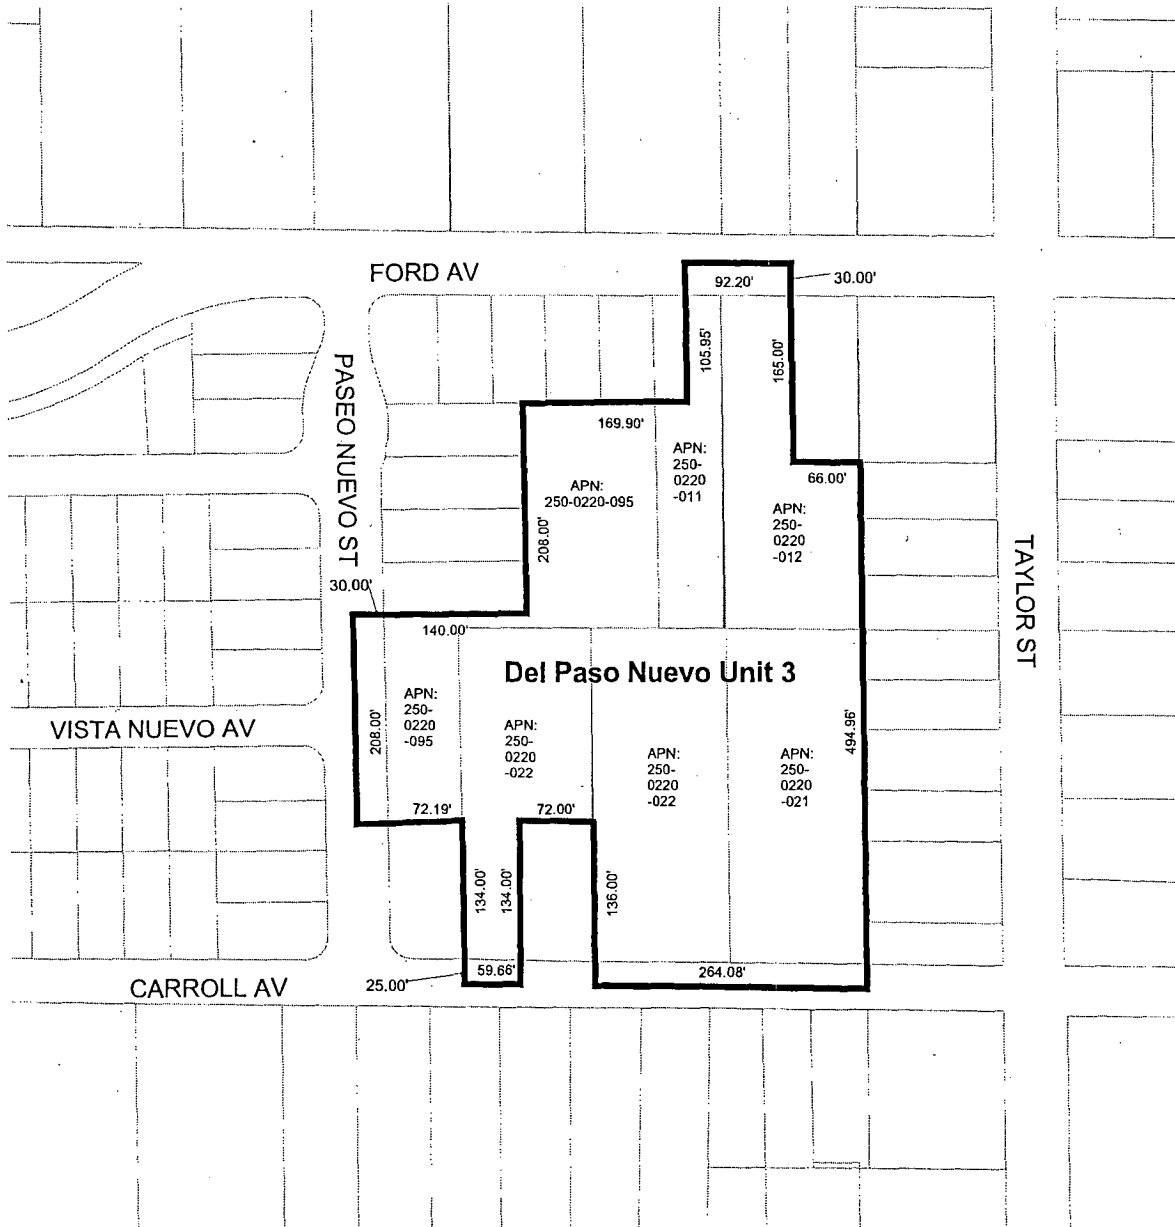 FORD AV
92.20'
30.00'
105.95'
165.00'
PASEO NUEVO ST
169.90'
APN:
250-
0220
-011
66.00'
APN:
250-0220-095
APN:
250-
0220
-012
208.00'
TAYLOR ST
30.00'
140.00'
Del Paso Nuevo Unit 3
APN:
250-
0220
-095
208.00'
VISTA NUEVO AV
APN:
250-
0220
-022
APN:
250-
0220
-022
APN:
250-
0220
-021
494.96'
72.19'
72.00'
134.00'
134.00'
136.00'
59.66'
264.08'
25.00'
CARROLL AV